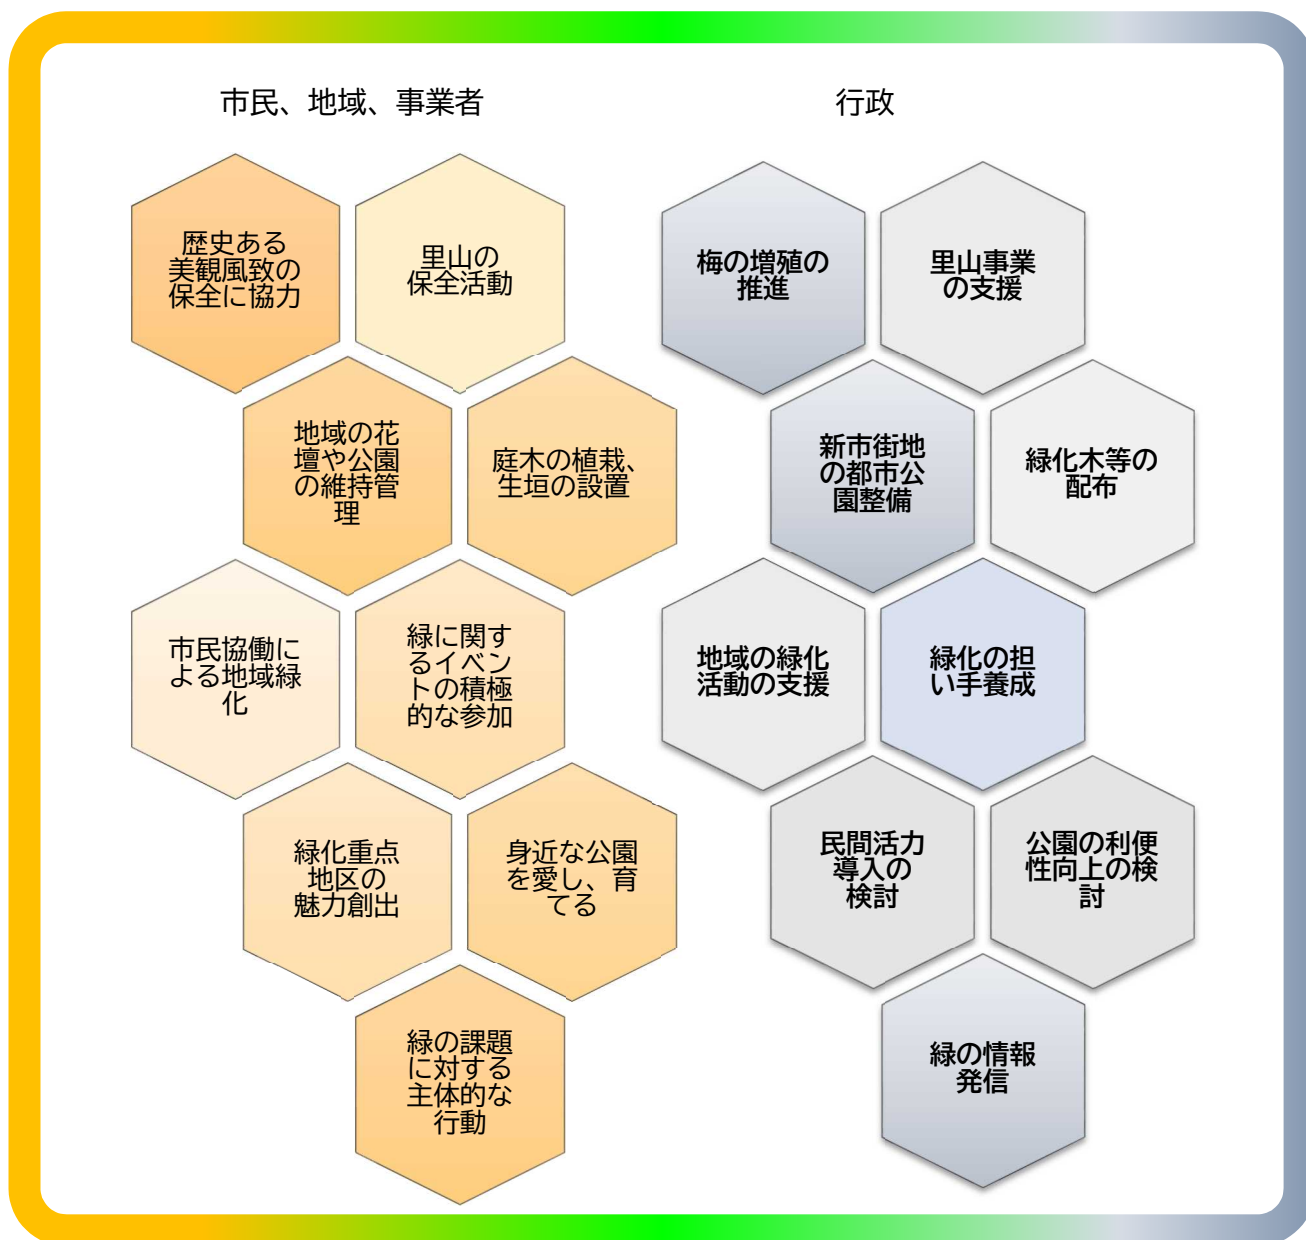 市民、地域、事業者
歴史ある
美観風致の
保全に協力
里山の
保全活動
地域の花
壇や公園
の維持管
理
庭木の植栽、
生垣の設置
市民協働に
よる地域緑
化
緑に関す
るイベン
トの積極
的な参加
緑化重点
地区の
魅力創出
身近な公園
を愛し、育
てる
緑の課題
に対する
主体的な
行動
行政
梅の増殖の
推進
里山事業
の支援
新市街地
の都市公
園整備
緑化木等の
配布
地域の緑化
活動の支援
緑化の担
い手養成
民間活力
導入の
検討
公園の利便
性向上の検
討
緑の情報
発信